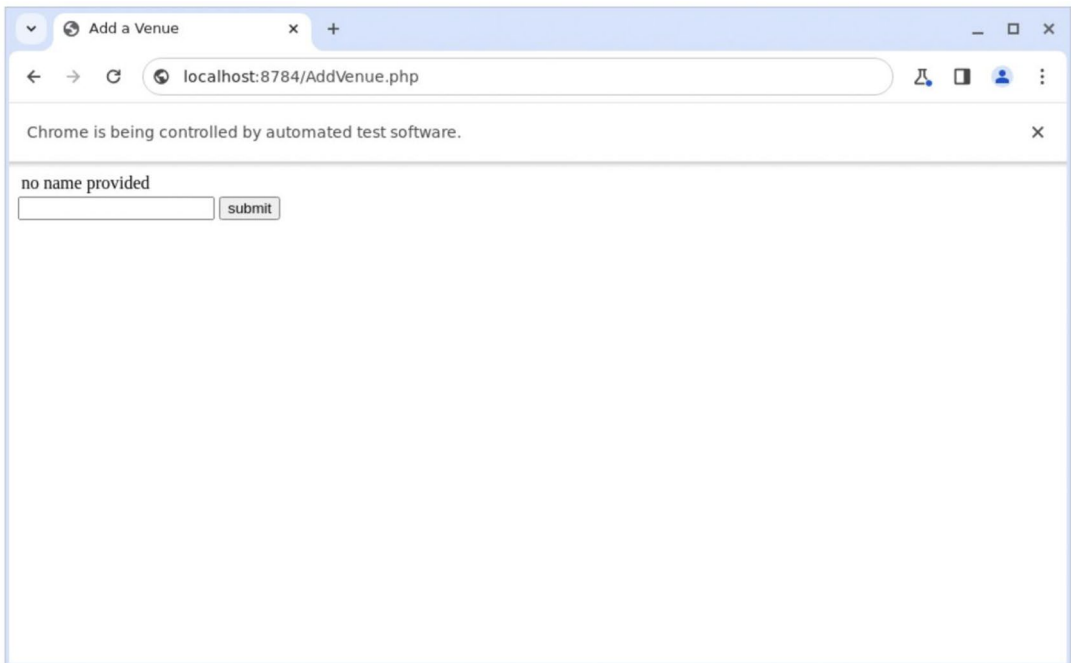 Add a Venue
localhost:8784/AddVenue.php
Chrome is being controlled by automated test software.
no name provided
submit